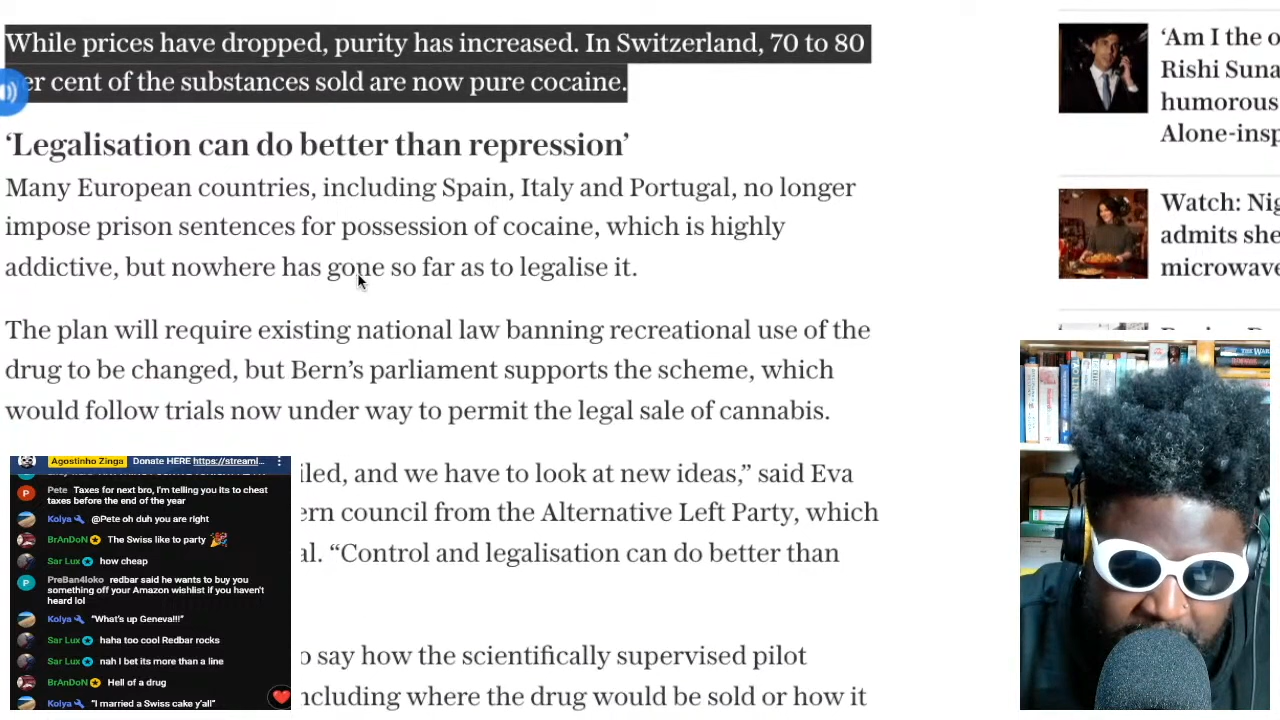 While prices have dropped, purity has increased. In Switzerland, 70 to 80
er cent of the substances sold are now pure cocaine.
‘Legalisation can do better than repression’
Many European countries, including Spain, Italy and Portugal, no longer
impose prison sentences for possession of cocaine, which is highly
addictive, but nowhere has gone so far as to legalise it.
The plan will require existing national law banning recreational use of the
drug to be changed, but Bern’s parliament supports the scheme, which
would follow trials now under way to permit the legal sale of cannabis.
iled, and we have to look at new ideas,” said Eva
ern council from the Alternative Left Party, which
al. “Control and legalisation can do better than
o say how the scientifically supervised pilot
ncluding where the drug would be sold or how it
‘Am I the o
Rishi Suna
humorous
Alone-insp
Watch: Nig
admits she
microwave
Agostinho Zinga Donate HERE https://streaml...
P Pete Taxes for next bro, I'm telling you its to cheat
taxes before the end of the year
Kolya @Pete oh duh you are right
BrAnDoN The Swiss like to party
Sar Lux how cheap
P PreBan4loko redbar said he wants to buy you
something off your Amazon wishlist if you haven't
heard lol
Kolya "What's up Geneva!!!"
Sar Lux haha too cool Redbar rocks
Sar Lux nah I bet its more than a line
BrAnDoN Hell of a drug
Kolya "I married a Swiss cake y'all"
THE WAR